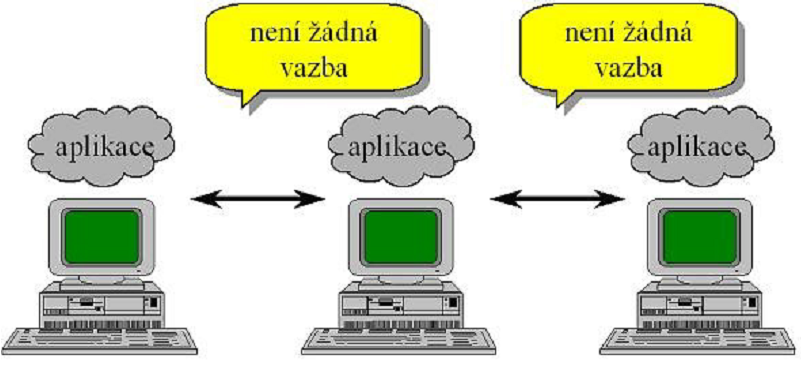 není žádná
vazba
není žádná
vazba
aplikace
aplikace
aplikace